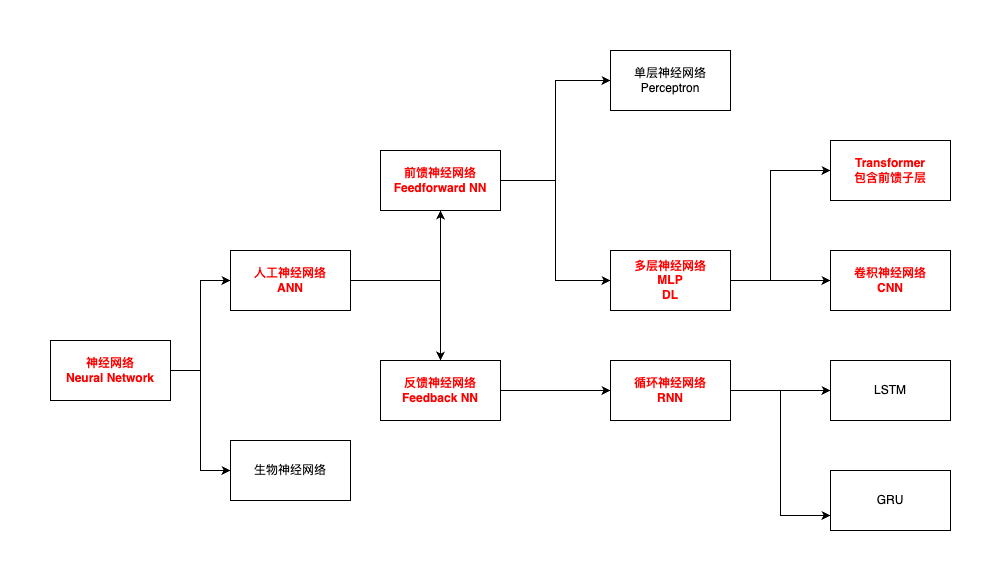 单层神经网络
Perceptron
Transformer
包含前馈子层
前馈神经网络
Feedforward NN
人工神经网络
ANN
多层神经网络
MLP
DL
卷积神经网络
CNN
神经网络
Neural Network
反馈神经网络
Feedback NN
循环神经网络
RNN
LSTM
生物神经网络
GRU